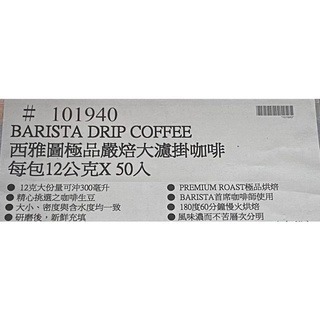 # 101940
BARISTA DRIP COFFEE
西雅圖極品嚴焙大濾掛咖啡
每包12公克X 50入
● 12克大份量可沖300毫升
● 精心挑選之咖啡生豆
● 大小、密度與含水度均一致
● 研磨後，新鮮充填
● PREMIUM ROAST極品烘焙
● BARISTA首席咖啡師使用
● 180度60分鐘慢火烘焙
● 風味濃而不苦層次分明